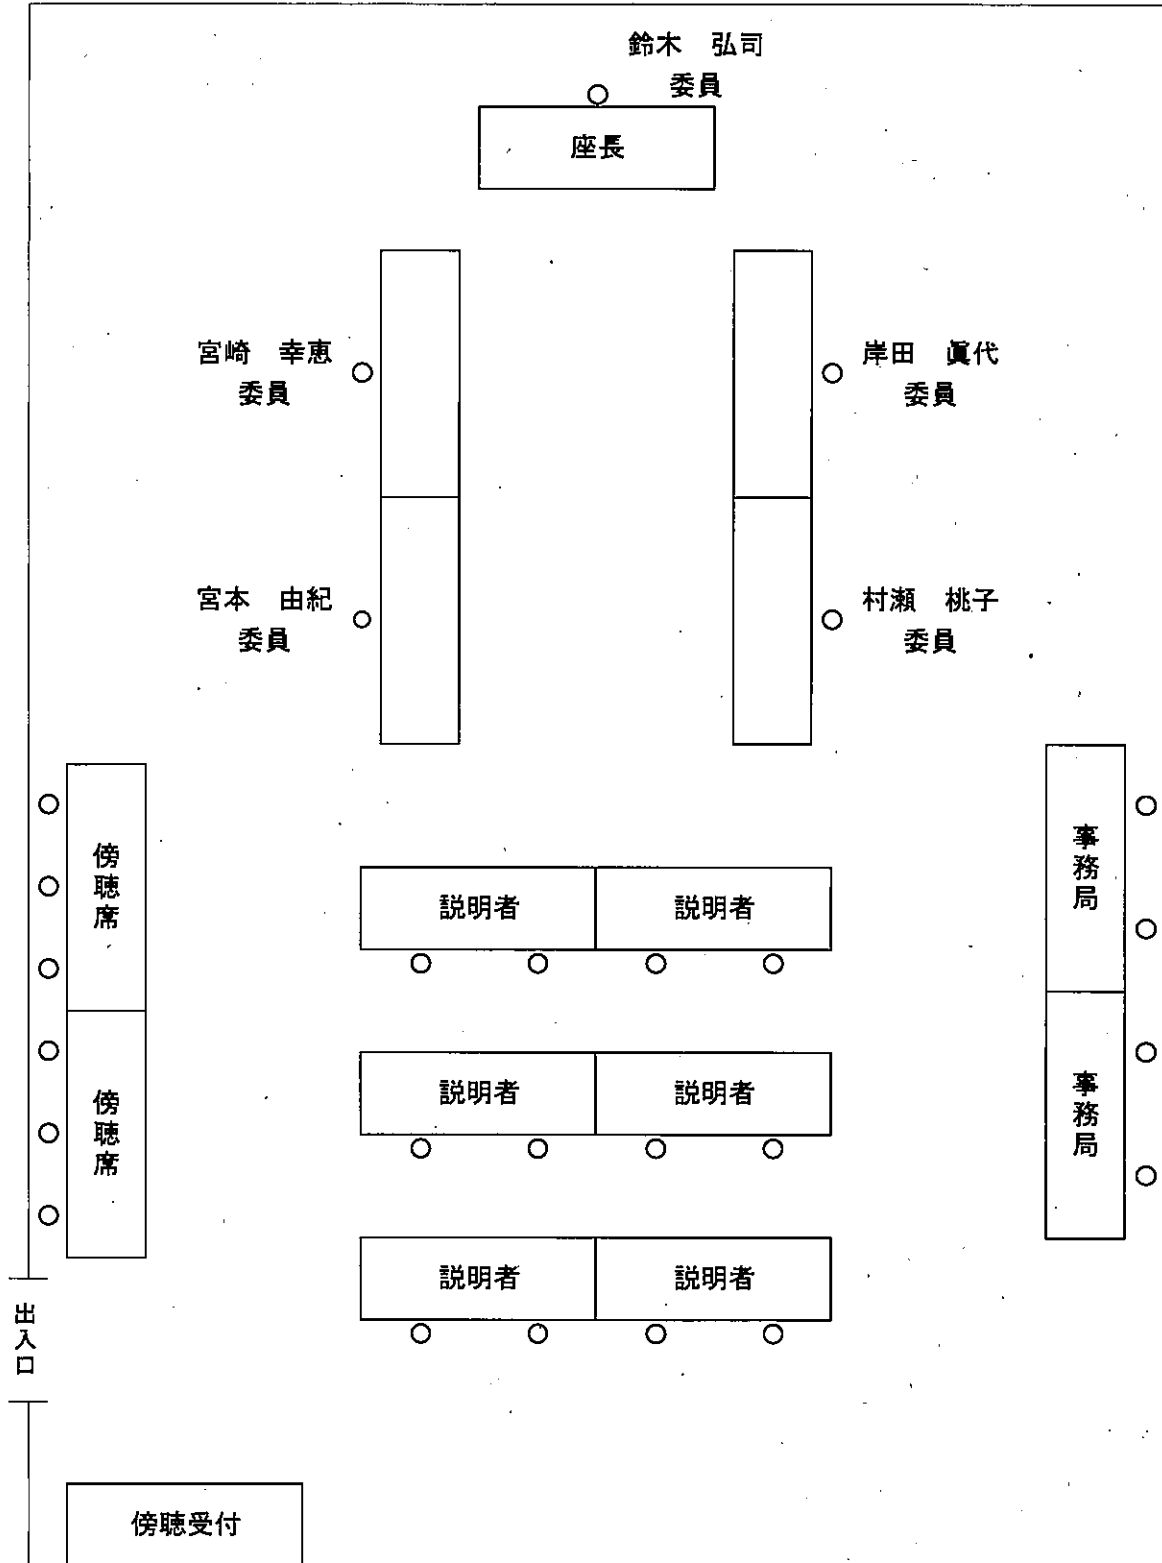 鈴木　弘司
委員
座長
宮崎　幸恵
委員
岸田　眞代
委員
宮本　由紀
委員
村瀬　桃子
委員
傍聴席
事務局
説明者
説明者
傍聴席
事務局
説明者
説明者
説明者
説明者
出入口
傍聴受付